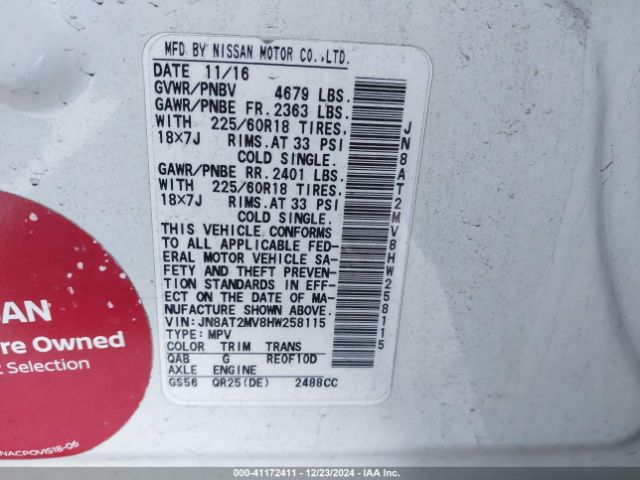 MFD BY NISSAN MOTOR CO.,LTD.
DATE 11/16
GVWR/PNBV 4679 LBS.
GAWR/PNBE FR. 2363 LBS.
WITH 225/60R18 TIRES,
18×7J RIMS.AT 33 PSI
COLD SINGLE.
GAWR/PNBE RR. 2401 LBS.
WITH 225/60R18 TIRES,
18×7J RIMS.AT 33 PSI
COLD SINGLE.
THIS VEHICLE CONFORMS
TO ALL APPLICABLE FED-
ERAL MOTOR VEHICLE SA-
FETY AND THEFT PREVEN-
TION STANDARDS IN EFF-
ECT ON THE DATE OF MA-
NUFACTURE SHOWN ABOVE.
VIN: JN8AT2MV8HW258115
TYPE: MPV
COLOR TRIM TRANS
QAB G RE0F10D
AXLE ENGINE
GS56 QR25(DE) 2488CC
JN8AT2MV8HW258115
SAN
re Owned
t Selection
NACPOVIS18-06
000-41172411 - 12/23/2024 - IAA Inc.